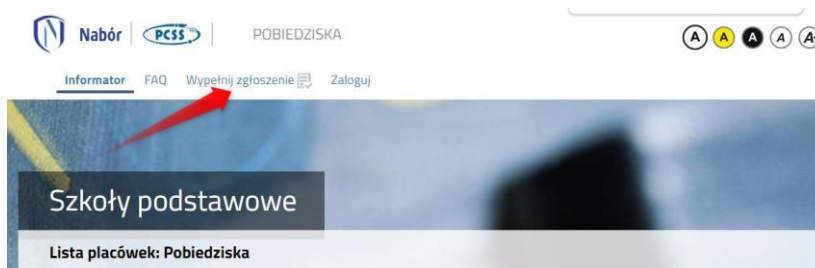 Nabór PCSS POBIEDZISKA
A A A A A
Informator FAQ Wypełnij zgłoszenie Zaloguj
Szkoły podstawowe
Lista placówek: Pobiedziska